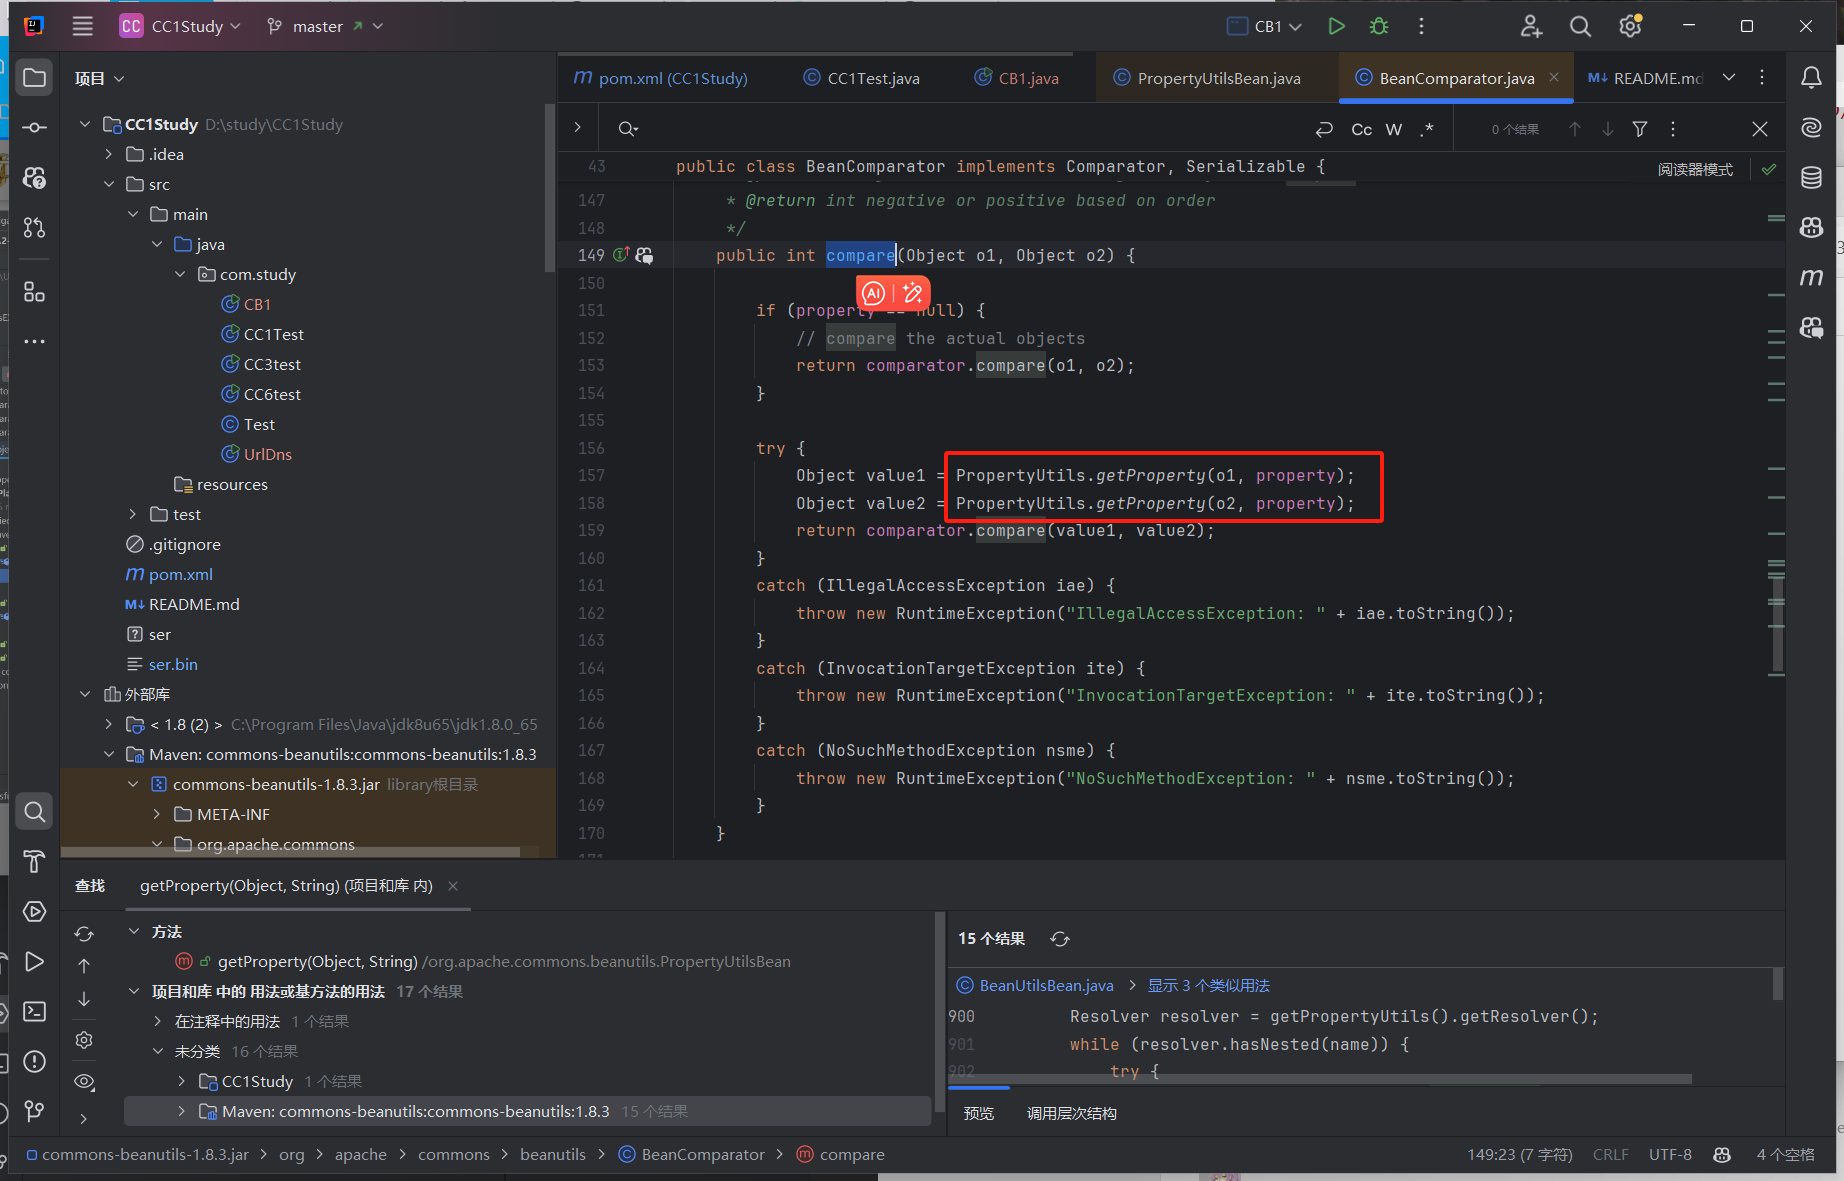 CC CC1Study master CB1
项目
pom.xml (CC1Study) CC1Test.java CB1.java PropertyUtilsBean.java BeanComparator.java README.md
Cc W .* 0 个结果
CC1Study D:\study\CC1Study
.idea
src
main
java
com.study
CB1
CC1Test
CC3test
CC6test
Test
UrlDns
resources
test
.gitignore
pom.xml
README.md
ser
ser.bin
外部库
< 1.8 (2) > C:\Program Files\Java\jdk8u65\jdk1.8.0_65
Maven: commons-beanutils:commons-beanutils:1.8.3
commons-beanutils-1.8.3.jar library根目录
META-INF
org.apache.commons
43 public class BeanComparator implements Comparator, Serializable {
阅读器模式
147 * @return int negative or positive based on order
148 */
149 public int compare(Object o1, Object o2) {
150
AI
151 if (property == null) {
152 // compare the actual objects
153 return comparator.compare(o1, o2);
154 }
155
156 try {
157 Object value1 = PropertyUtils.getProperty(o1, property);
158 Object value2 = PropertyUtils.getProperty(o2, property);
159 return comparator.compare(value1, value2);
160 }
161 catch (IllegalAccessException iae) {
162 throw new RuntimeException("IllegalAccessException: " + iae.toString());
163 }
164 catch (InvocationTargetException ite) {
165 throw new RuntimeException("InvocationTargetException: " + ite.toString());
166 }
167 catch (NoSuchMethodException nsme) {
168 throw new RuntimeException("NoSuchMethodException: " + nsme.toString());
169 }
170 }
171
查找 getProperty(Object, String) (项目和库 内)
方法
getProperty(Object, String) /org.apache.commons.beanutils.PropertyUtilsBean
项目和库 中的 用法或基方法的用法 17 个结果
在注释中的用法 1 个结果
未分类 16 个结果
CC1Study 1 个结果
Maven: commons-beanutils:commons-beanutils:1.8.3 15 个结果
15 个结果
BeanUtilsBean.java > 显示 3 个类似用法
900 Resolver resolver = getPropertyUtils().getResolver();
901 while (resolver.hasNested(name)) {
902 try {
预览 调用层次结构
commons-beanutils-1.8.3.jar > org > apache > commons > beanutils > BeanComparator > compare
149:23 (7 字符) CRLF UTF-8 4 个空格